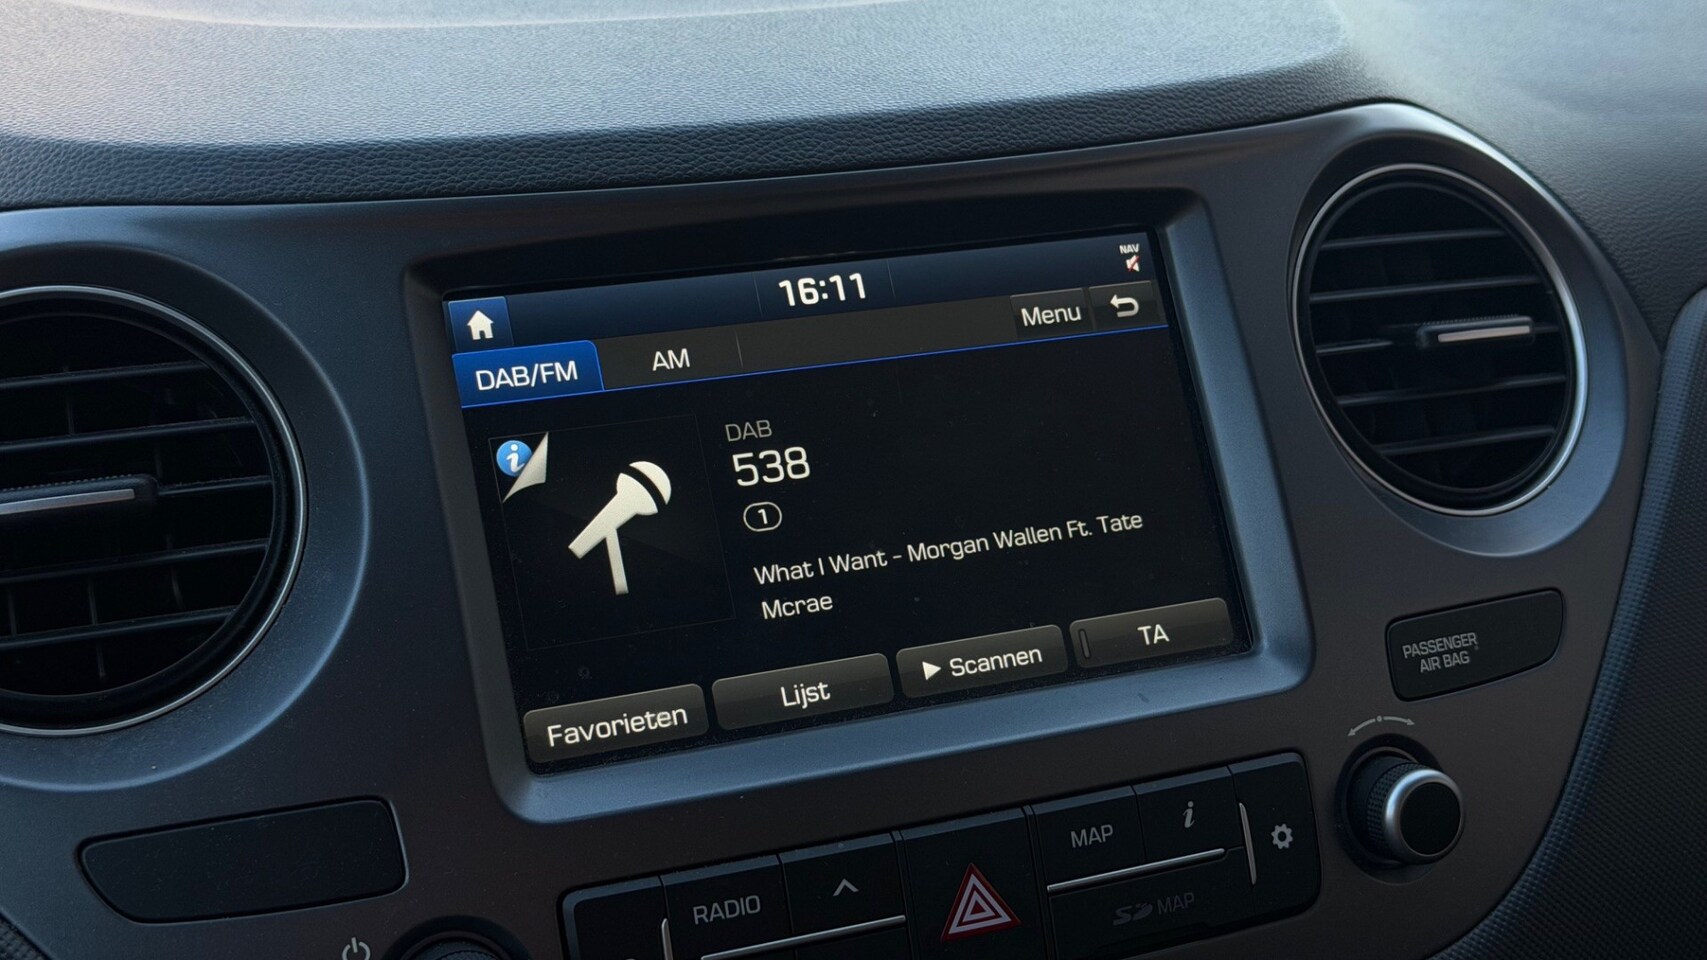 NAV
16:11
Menu
DAB/FM
AM
DAB
538
1
What I Want - Morgan Wallen Ft. Tate
Mcrae
Favorieten
Lijst
Scannen
TA
PASSENGER
AIR BAG
RADIO
MAP
i
SD MAP